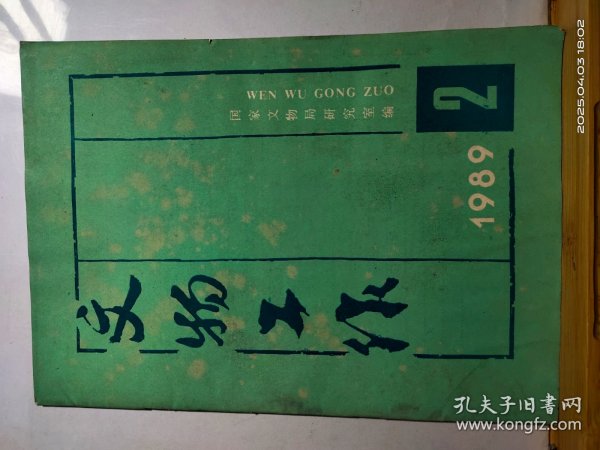 WEN WU GONG ZUO
国家文物局研究室编
2
1989
文物工作
2025.04.03 18:02
孔夫子旧书网
www.kongfz.com